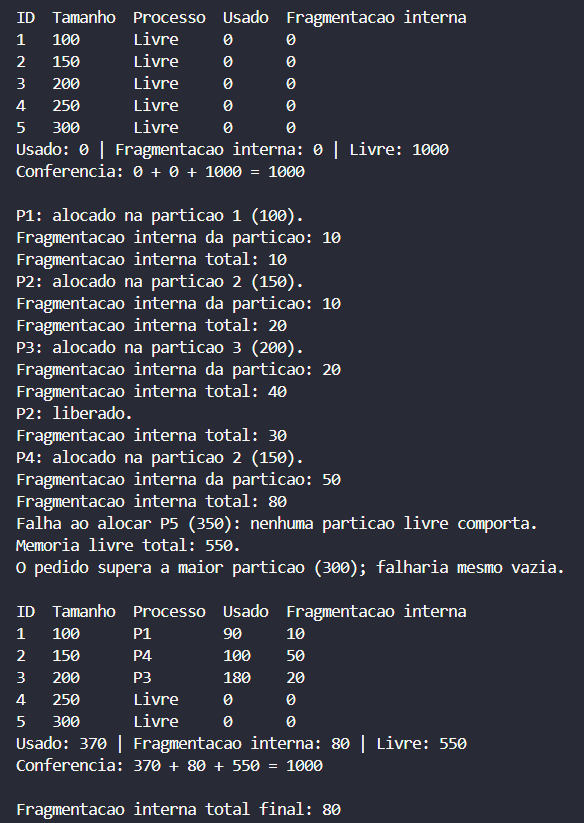 ID  Tamanho  Processo  Usado  Fragmentacao interna
1   100      Livre     0      0
2   150      Livre     0      0
3   200      Livre     0      0
4   250      Livre     0      0
5   300      Livre     0      0
Usado: 0 | Fragmentacao interna: 0 | Livre: 1000
Conferencia: 0 + 0 + 1000 = 1000

P1: alocado na particao 1 (100).
Fragmentacao interna da particao: 10
Fragmentacao interna total: 10
P2: alocado na particao 2 (150).
Fragmentacao interna da particao: 10
Fragmentacao interna total: 20
P3: alocado na particao 3 (200).
Fragmentacao interna da particao: 20
Fragmentacao interna total: 40
P2: liberado.
Fragmentacao interna total: 30
P4: alocado na particao 2 (150).
Fragmentacao interna da particao: 50
Fragmentacao interna total: 80
Falha ao alocar P5 (350): nenhuma particao livre comporta.
Memoria livre total: 550.
O pedido supera a maior particao (300); falharia mesmo vazia.

ID  Tamanho  Processo  Usado  Fragmentacao interna
1   100      P1        90     10
2   150      P4        100    50
3   200      P3        180    20
4   250      Livre     0      0
5   300      Livre     0      0
Usado: 370 | Fragmentacao interna: 80 | Livre: 550
Conferencia: 370 + 80 + 550 = 1000

Fragmentacao interna total final: 80